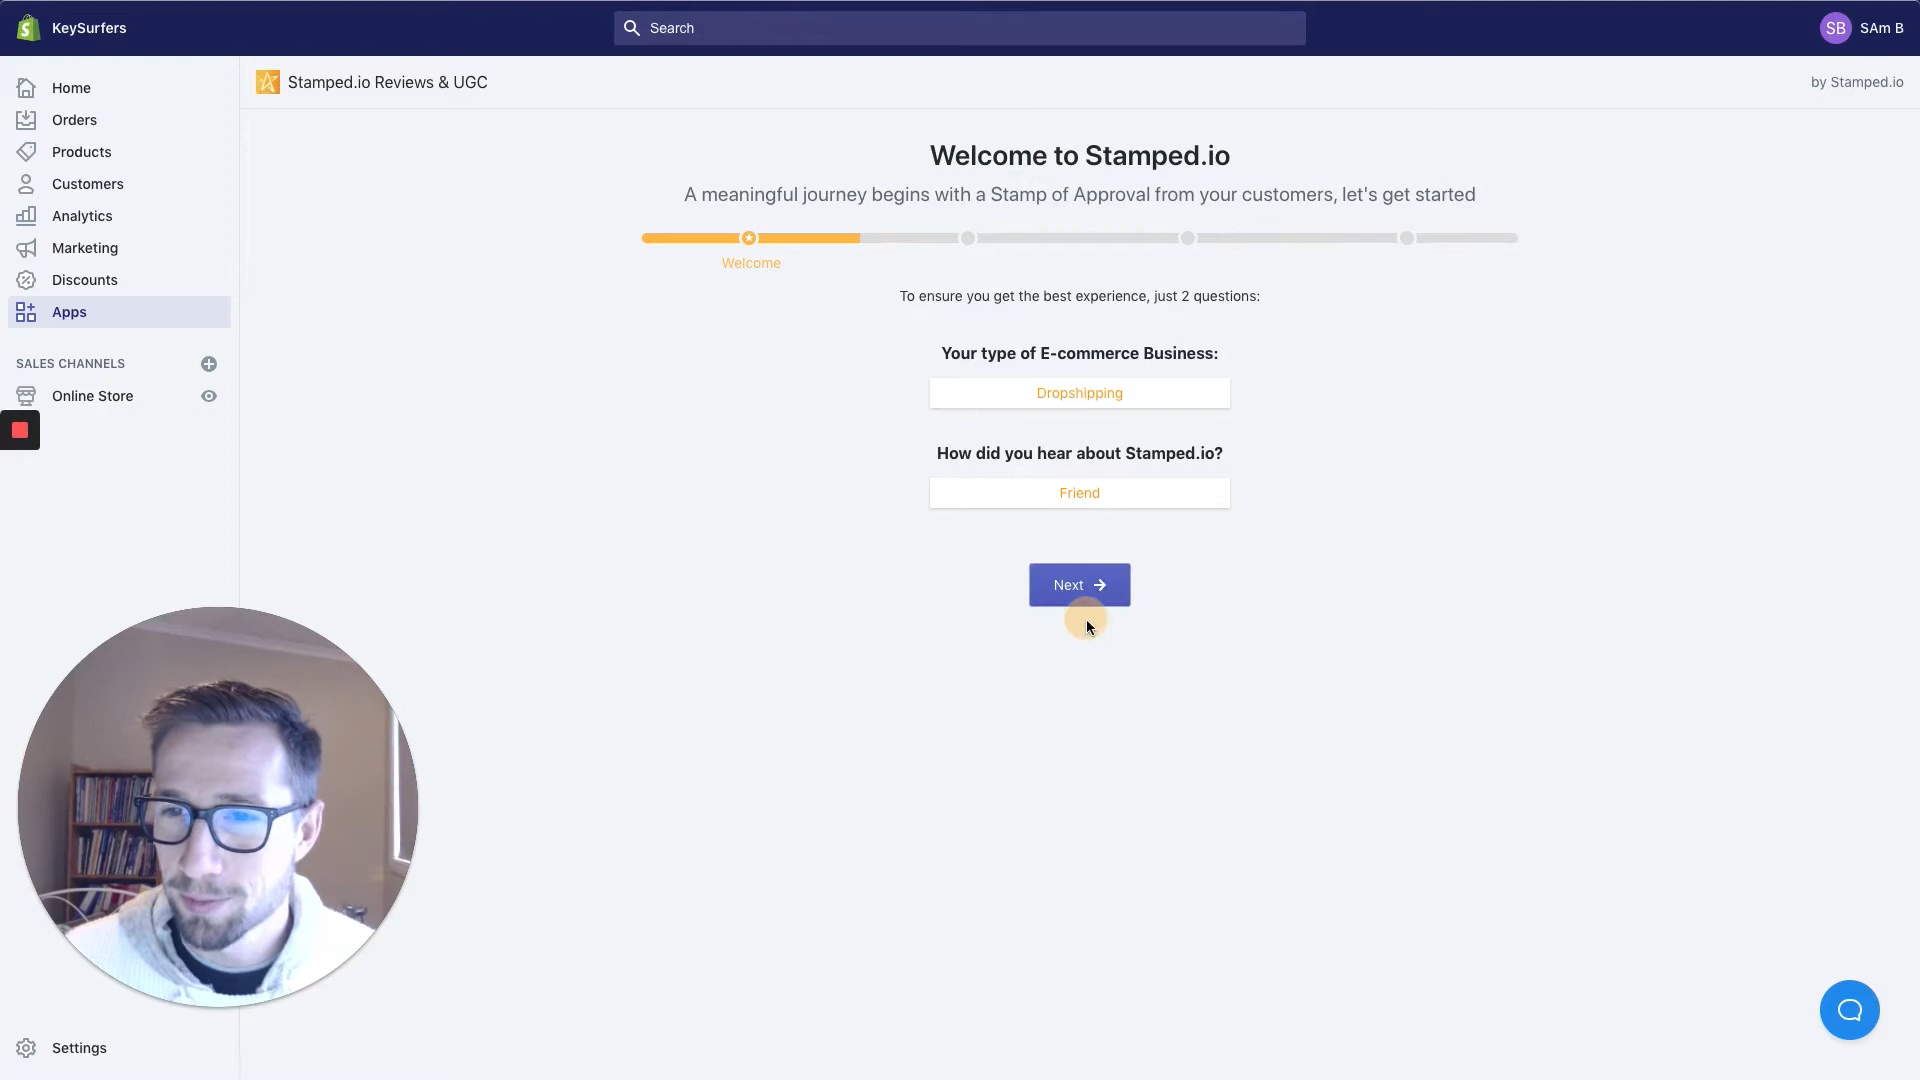 KeySurfers
Search
SB
SAm B
Home
Orders
Products
Customers
Analytics
Marketing
Discounts
Apps
SALES CHANNELS
Online Store
Settings
Stamped.io Reviews & UGC
by Stamped.io
Welcome to Stamped.io
A meaningful journey begins with a Stamp of Approval from your customers, let's get started
Welcome
To ensure you get the best experience, just 2 questions:
Your type of E-commerce Business:
Dropshipping
How did you hear about Stamped.io?
Friend
Next